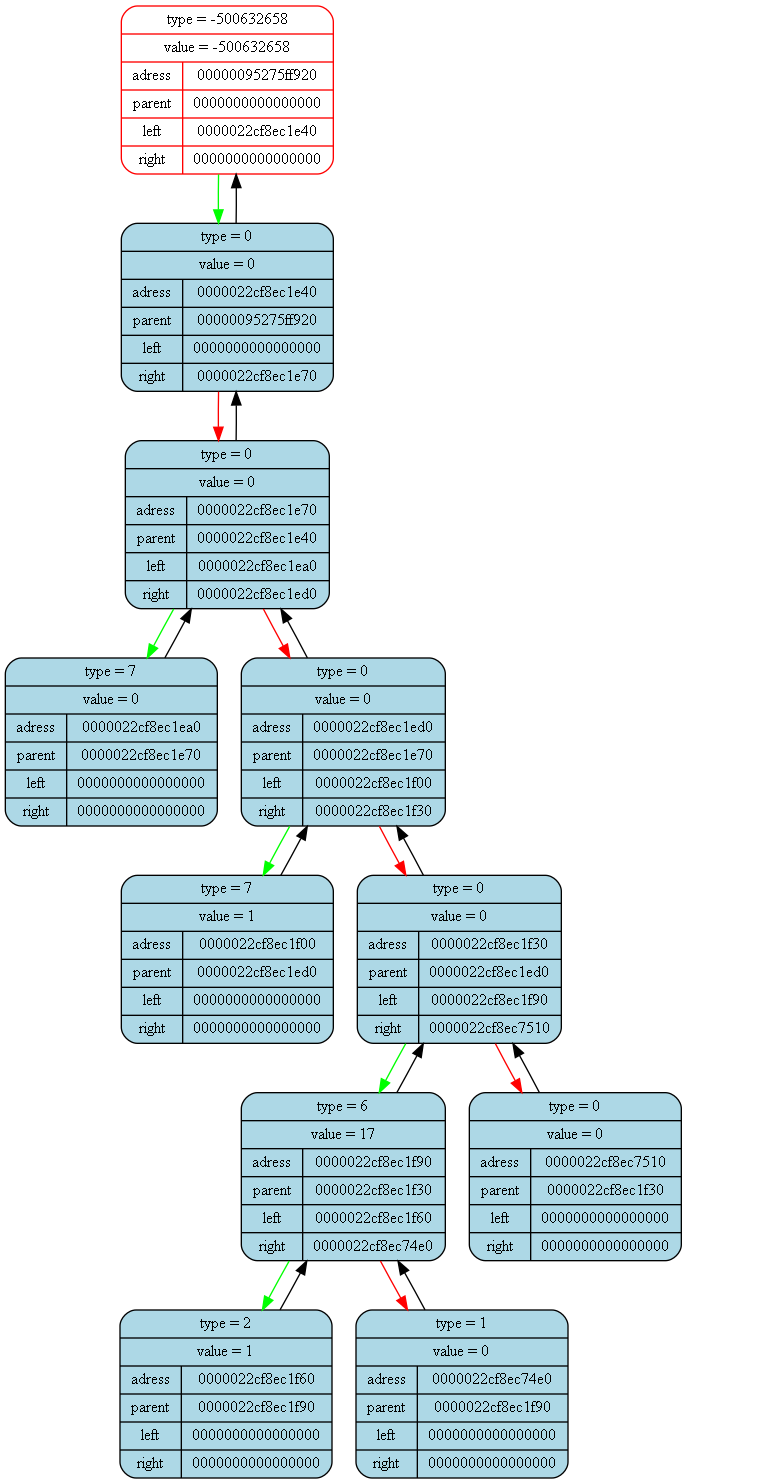 type = -500632658
value = -500632658
adress 00000095275ff920
parent 0000000000000000
left 0000022cf8ec1e40
right 0000000000000000
type = 0
value = 0
adress 0000022cf8ec1e40
parent 00000095275ff920
left 0000000000000000
right 0000022cf8ec1e70
type = 0
value = 0
adress 0000022cf8ec1e70
parent 0000022cf8ec1e40
left 0000022cf8ec1ea0
right 0000022cf8ec1ed0
type = 7
value = 0
adress 0000022cf8ec1ea0
parent 0000022cf8ec1e70
left 0000000000000000
right 0000000000000000
type = 0
value = 0
adress 0000022cf8ec1ed0
parent 0000022cf8ec1e70
left 0000022cf8ec1f00
right 0000022cf8ec1f30
type = 7
value = 1
adress 0000022cf8ec1f00
parent 0000022cf8ec1ed0
left 0000000000000000
right 0000000000000000
type = 0
value = 0
adress 0000022cf8ec1f30
parent 0000022cf8ec1ed0
left 0000022cf8ec1f90
right 0000022cf8ec7510
type = 6
value = 17
adress 0000022cf8ec1f90
parent 0000022cf8ec1f30
left 0000022cf8ec1f60
right 0000022cf8ec74e0
type = 0
value = 0
adress 0000022cf8ec7510
parent 0000022cf8ec1f30
left 0000000000000000
right 0000000000000000
type = 2
value = 1
adress 0000022cf8ec1f60
parent 0000022cf8ec1f90
left 0000000000000000
right 0000000000000000
type = 1
value = 0
adress 0000022cf8ec74e0
parent 0000022cf8ec1f90
left 0000000000000000
right 0000000000000000